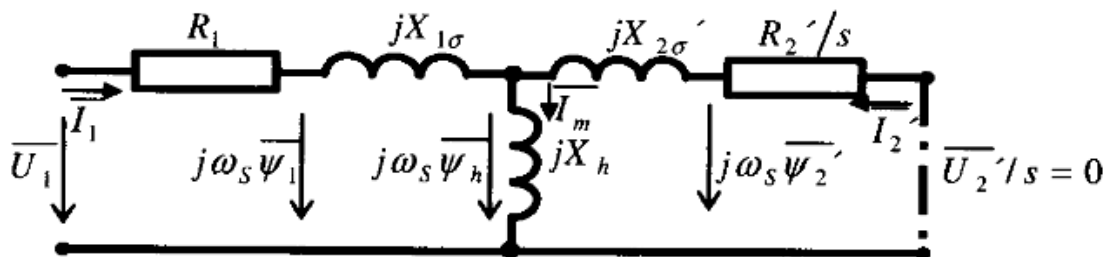 R₁ jX₁σ jX₂σ′ R₂′/s
I₁ Iₘ I₂′
U₁ jωₛψ₁ jωₛψₕ jXₕ jωₛψ₂′ U₂′/s = 0